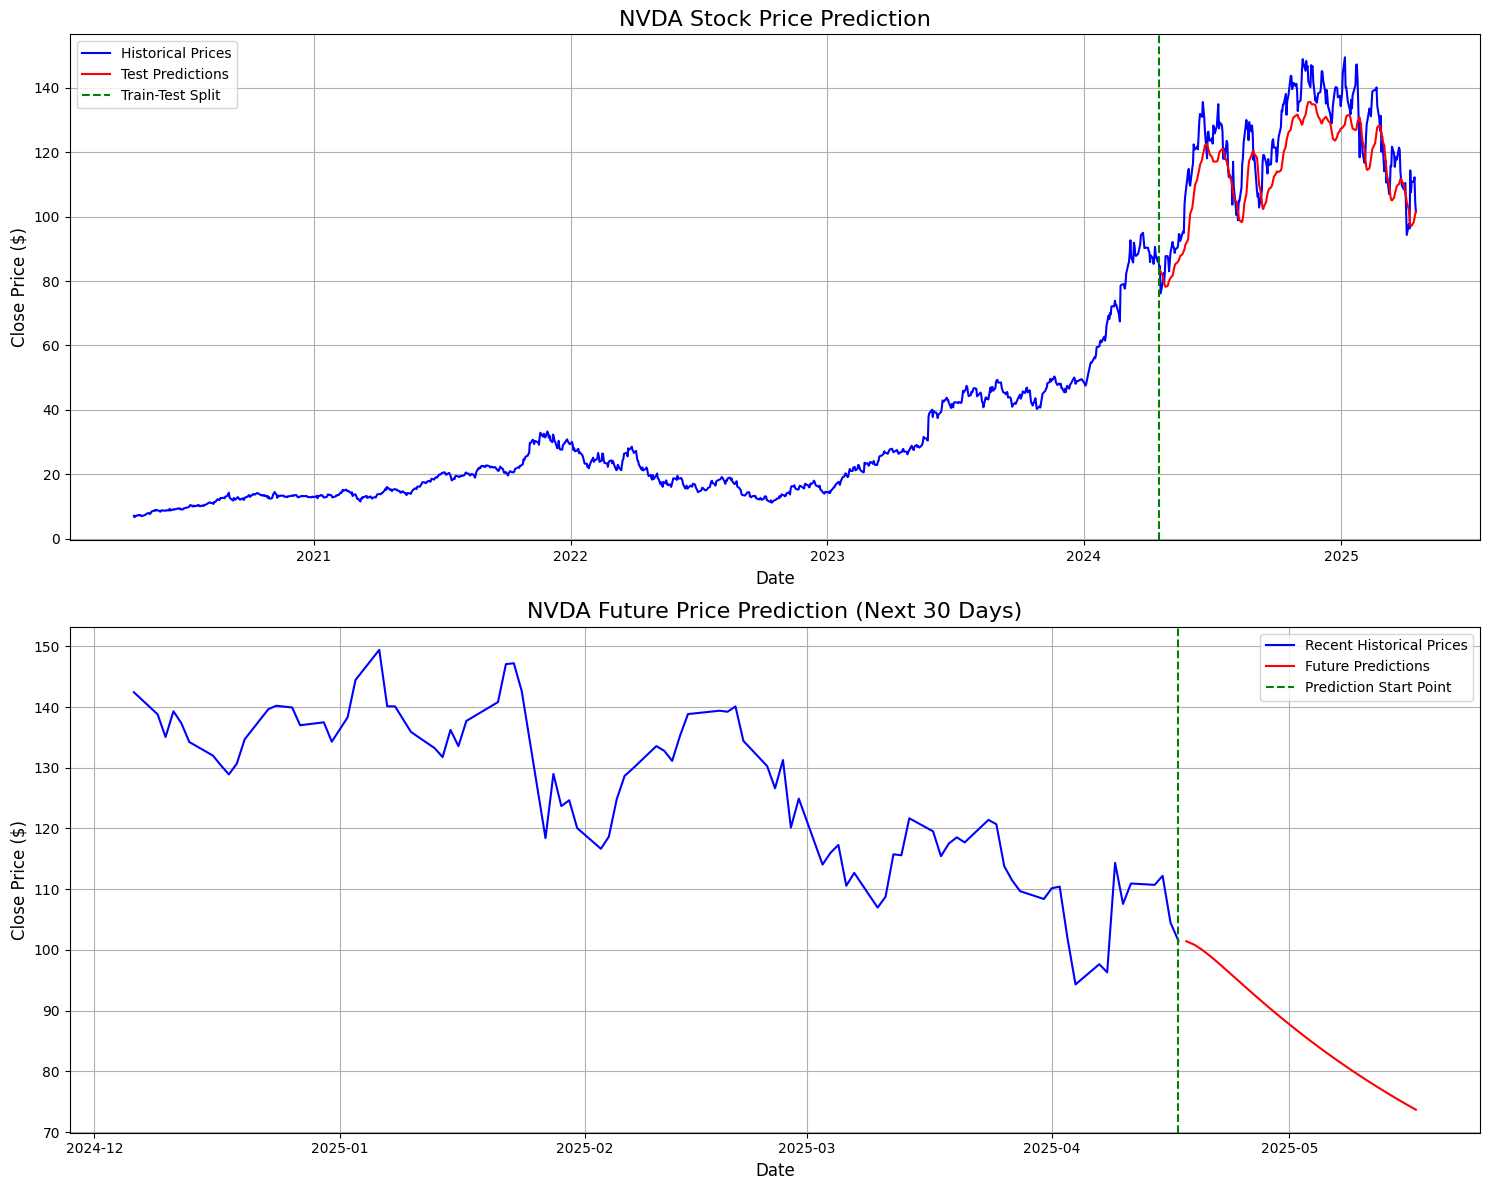 NVDA Stock Price Prediction
Historical Prices
Test Predictions
Train-Test Split
Close Price ($)
140
120
100
80
60
40
20
0
2021
2022
2023
2024
2025
Date
NVDA Future Price Prediction (Next 30 Days)
Recent Historical Prices
Future Predictions
Prediction Start Point
Close Price ($)
150
140
130
120
110
100
90
80
70
2024-12
2025-01
2025-02
2025-03
2025-04
2025-05
Date